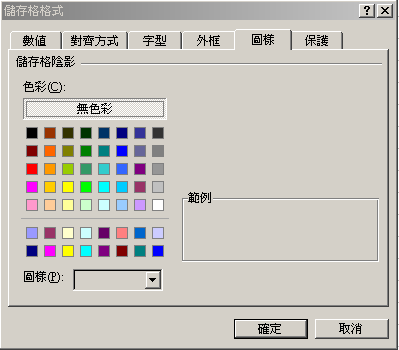 儲存格格式
數值 對齊方式 字型 外框 圖樣 保護
儲存格陰影
色彩(C):
無色彩
範例
圖樣(P):
確定 取消